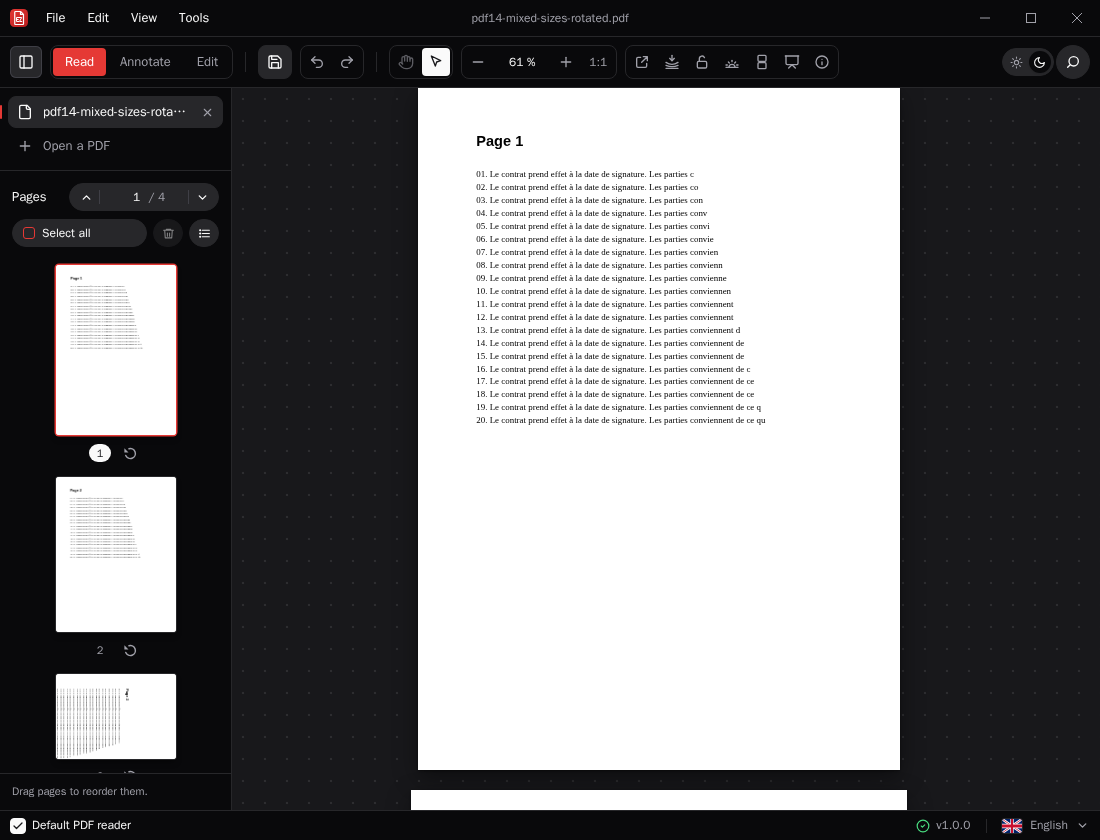 File Edit View Tools
pdf14-mixed-sizes-rotated.pdf
Read Annotate Edit
61 %
1:1
pdf14-mixed-sizes-rota···
Open a PDF
Pages
1 / 4
Select all
Page 1
1
Page 2
2
Drag pages to reorder them.
Page 1
01. Le contrat prend effet à la date de signature. Les parties c
02. Le contrat prend effet à la date de signature. Les parties co
03. Le contrat prend effet à la date de signature. Les parties con
04. Le contrat prend effet à la date de signature. Les parties conv
05. Le contrat prend effet à la date de signature. Les parties convi
06. Le contrat prend effet à la date de signature. Les parties convie
07. Le contrat prend effet à la date de signature. Les parties convien
08. Le contrat prend effet à la date de signature. Les parties convienn
09. Le contrat prend effet à la date de signature. Les parties convienne
10. Le contrat prend effet à la date de signature. Les parties conviennen
11. Le contrat prend effet à la date de signature. Les parties conviennent
12. Le contrat prend effet à la date de signature. Les parties conviennent
13. Le contrat prend effet à la date de signature. Les parties conviennent d
14. Le contrat prend effet à la date de signature. Les parties conviennent de
15. Le contrat prend effet à la date de signature. Les parties conviennent de
16. Le contrat prend effet à la date de signature. Les parties conviennent de c
17. Le contrat prend effet à la date de signature. Les parties conviennent de ce
18. Le contrat prend effet à la date de signature. Les parties conviennent de ce
19. Le contrat prend effet à la date de signature. Les parties conviennent de ce q
20. Le contrat prend effet à la date de signature. Les parties conviennent de ce qu
Default PDF reader
v1.0.0
English